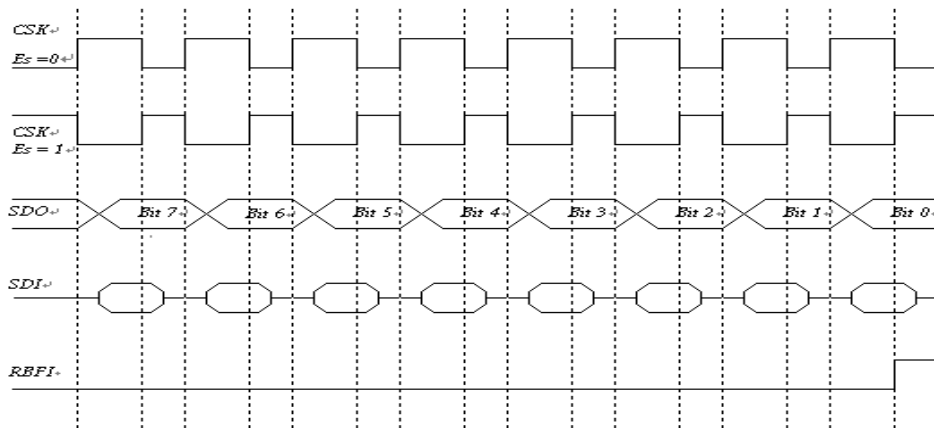 CSK↵
Es=0↵
CSK↵
Es = 1↵
SDO↵ Bit 7↵ Bit 6↵ Bit 5↵ Bit 4↵ Bit 3↵ Bit 2↵ Bit 1↵ Bit 0↵
SDI↵
RBFI↵